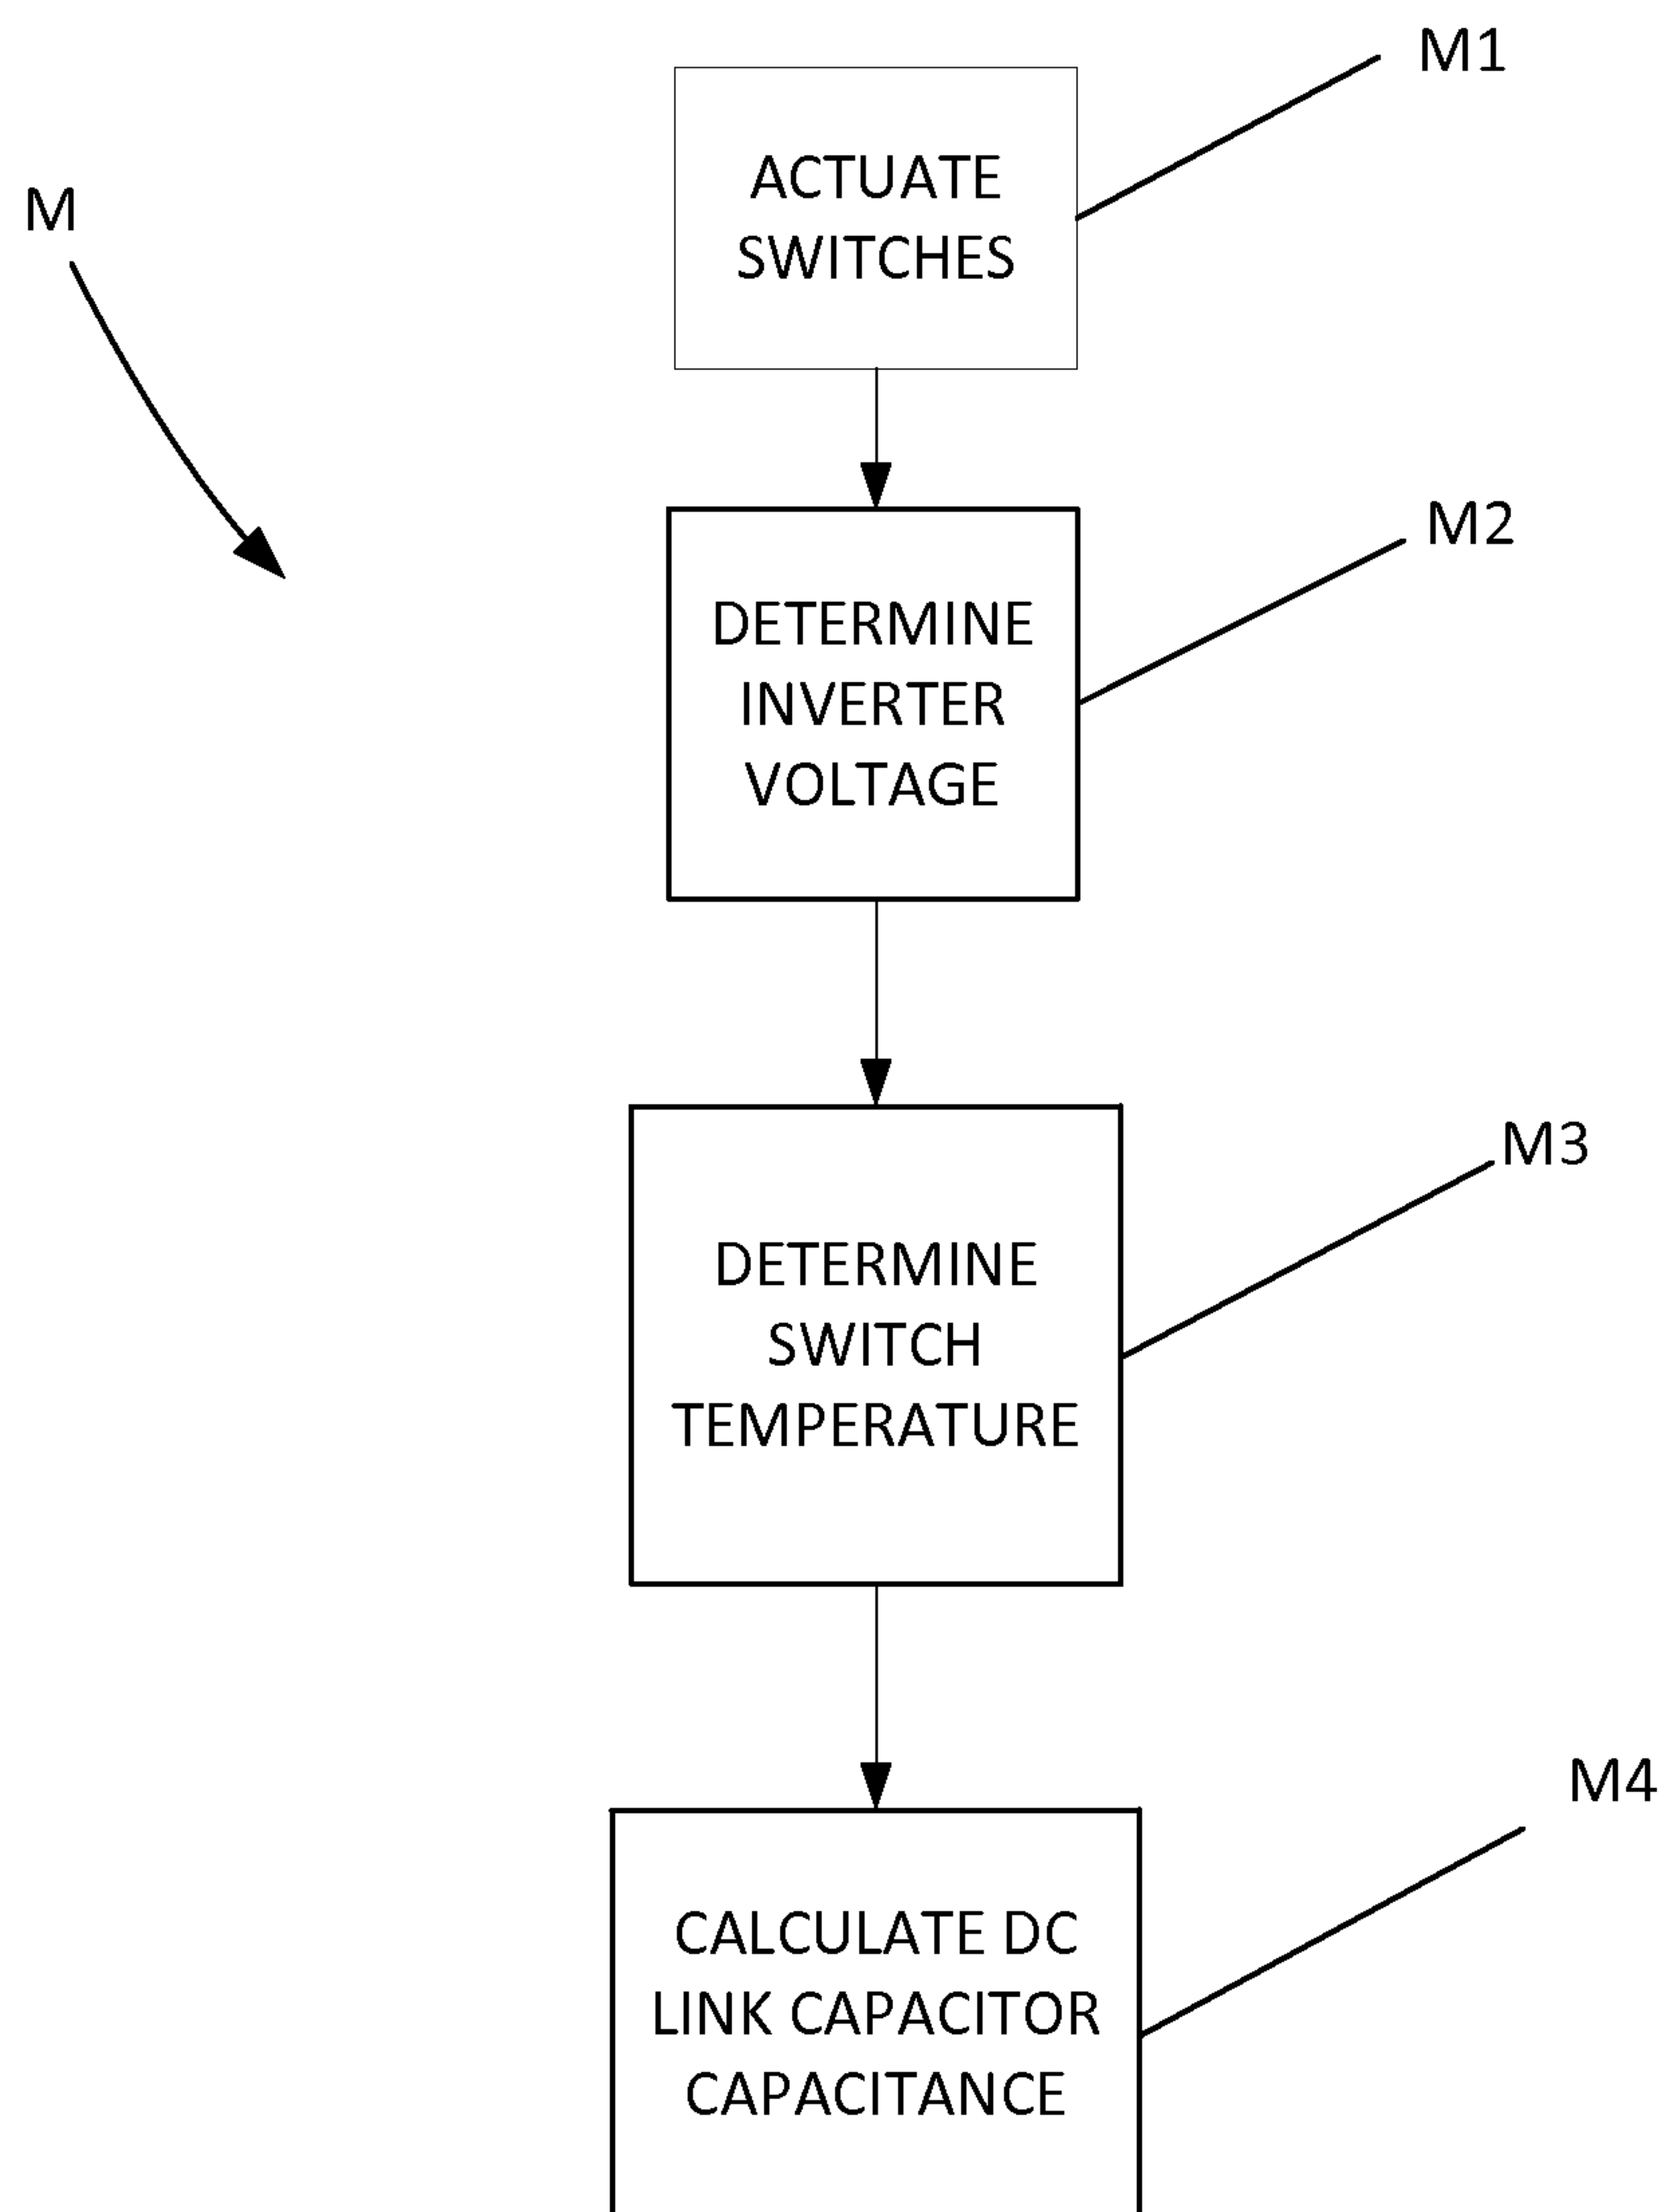 M1
ACTUATE
SWITCHES
M
M2
DETERMINE
INVERTER
VOLTAGE
M3
DETERMINE
SWITCH
TEMPERATURE
M4
CALCULATE DC
LINK CAPACITOR
CAPACITANCE